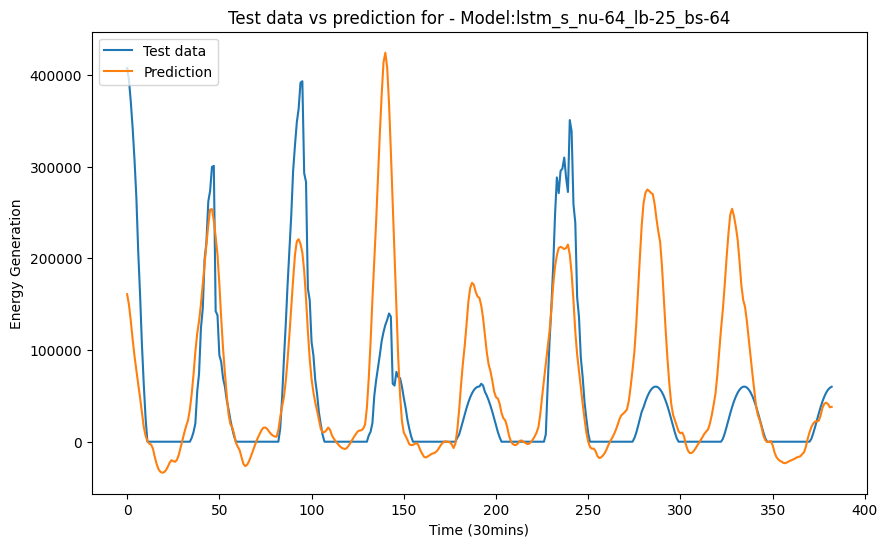 Test data vs prediction for - Model:lstm_s_nu-64_lb-25_bs-64
Test data
Prediction
400000
300000
200000
100000
0
Energy Generation
0 50 100 150 200 250 300 350 400
Time (30mins)